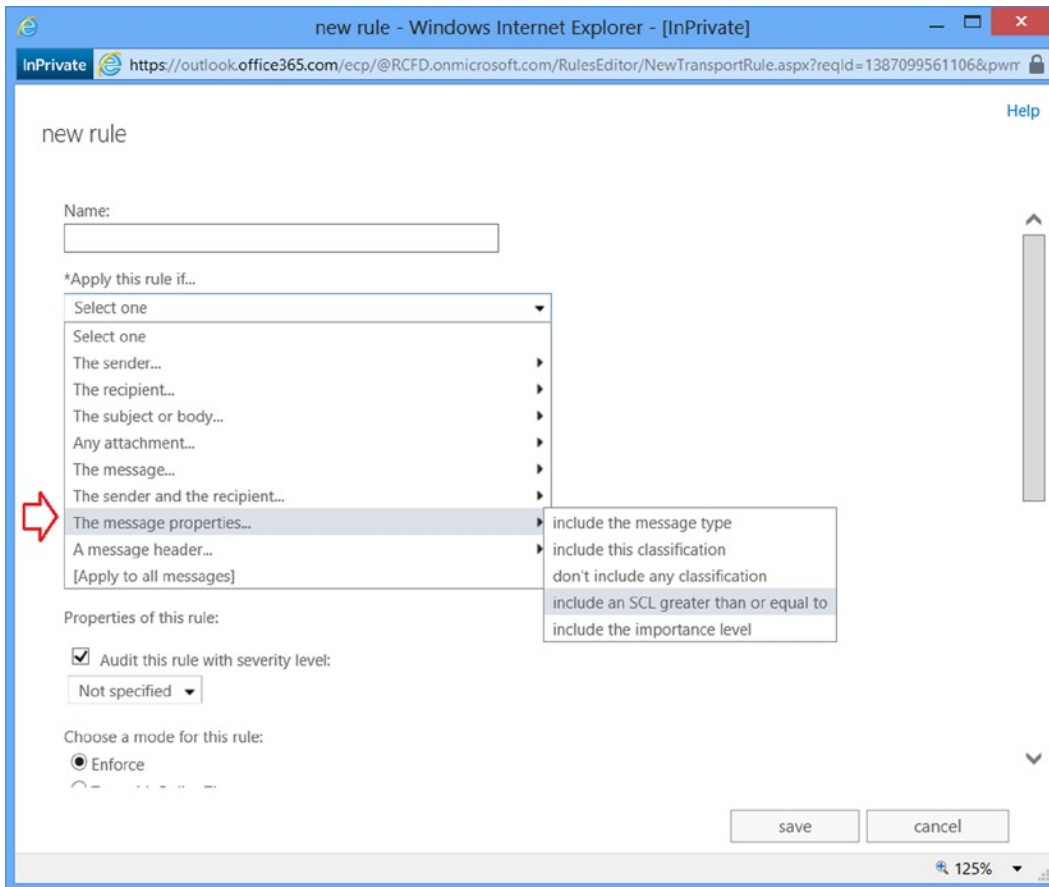 new rule - Windows Internet Explorer - [InPrivate]
InPrivate https://outlook.office365.com/ecp/@RCFD.onmicrosoft.com/RulesEditor/NewTransportRule.aspx?reqId=1387099561106&pwm
Help
new rule
Name:
*Apply this rule if...
Select one
Select one
The sender...
The recipient...
The subject or body...
Any attachment...
The message...
The sender and the recipient...
The message properties...
include the message type
A message header...
include this classification
[Apply to all messages]
don't include any classification
include an SCL greater than or equal to
Properties of this rule:
include the importance level
Audit this rule with severity level:
Not specified
Choose a mode for this rule:
Enforce
save cancel
125%